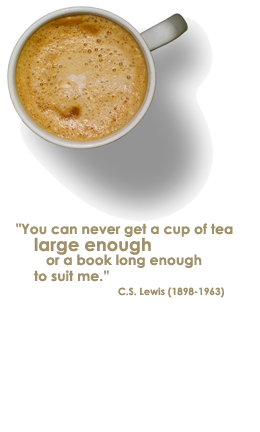 "You can never get a cup of tea
large enough
or a book long enough
to suit me."
C.S. Lewis (1898-1963)